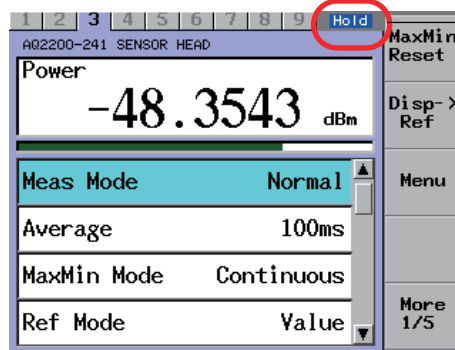 1 2 3 4 5 6 7 8 9 Hold
AQ2200-241 SENSOR HEAD
Power
-48.3543 dBm
Meas Mode Normal
Average 100ms
MaxMin Mode Continuous
Ref Mode Value
MaxMin
Reset
Disp->
Ref
Menu
More
1/5